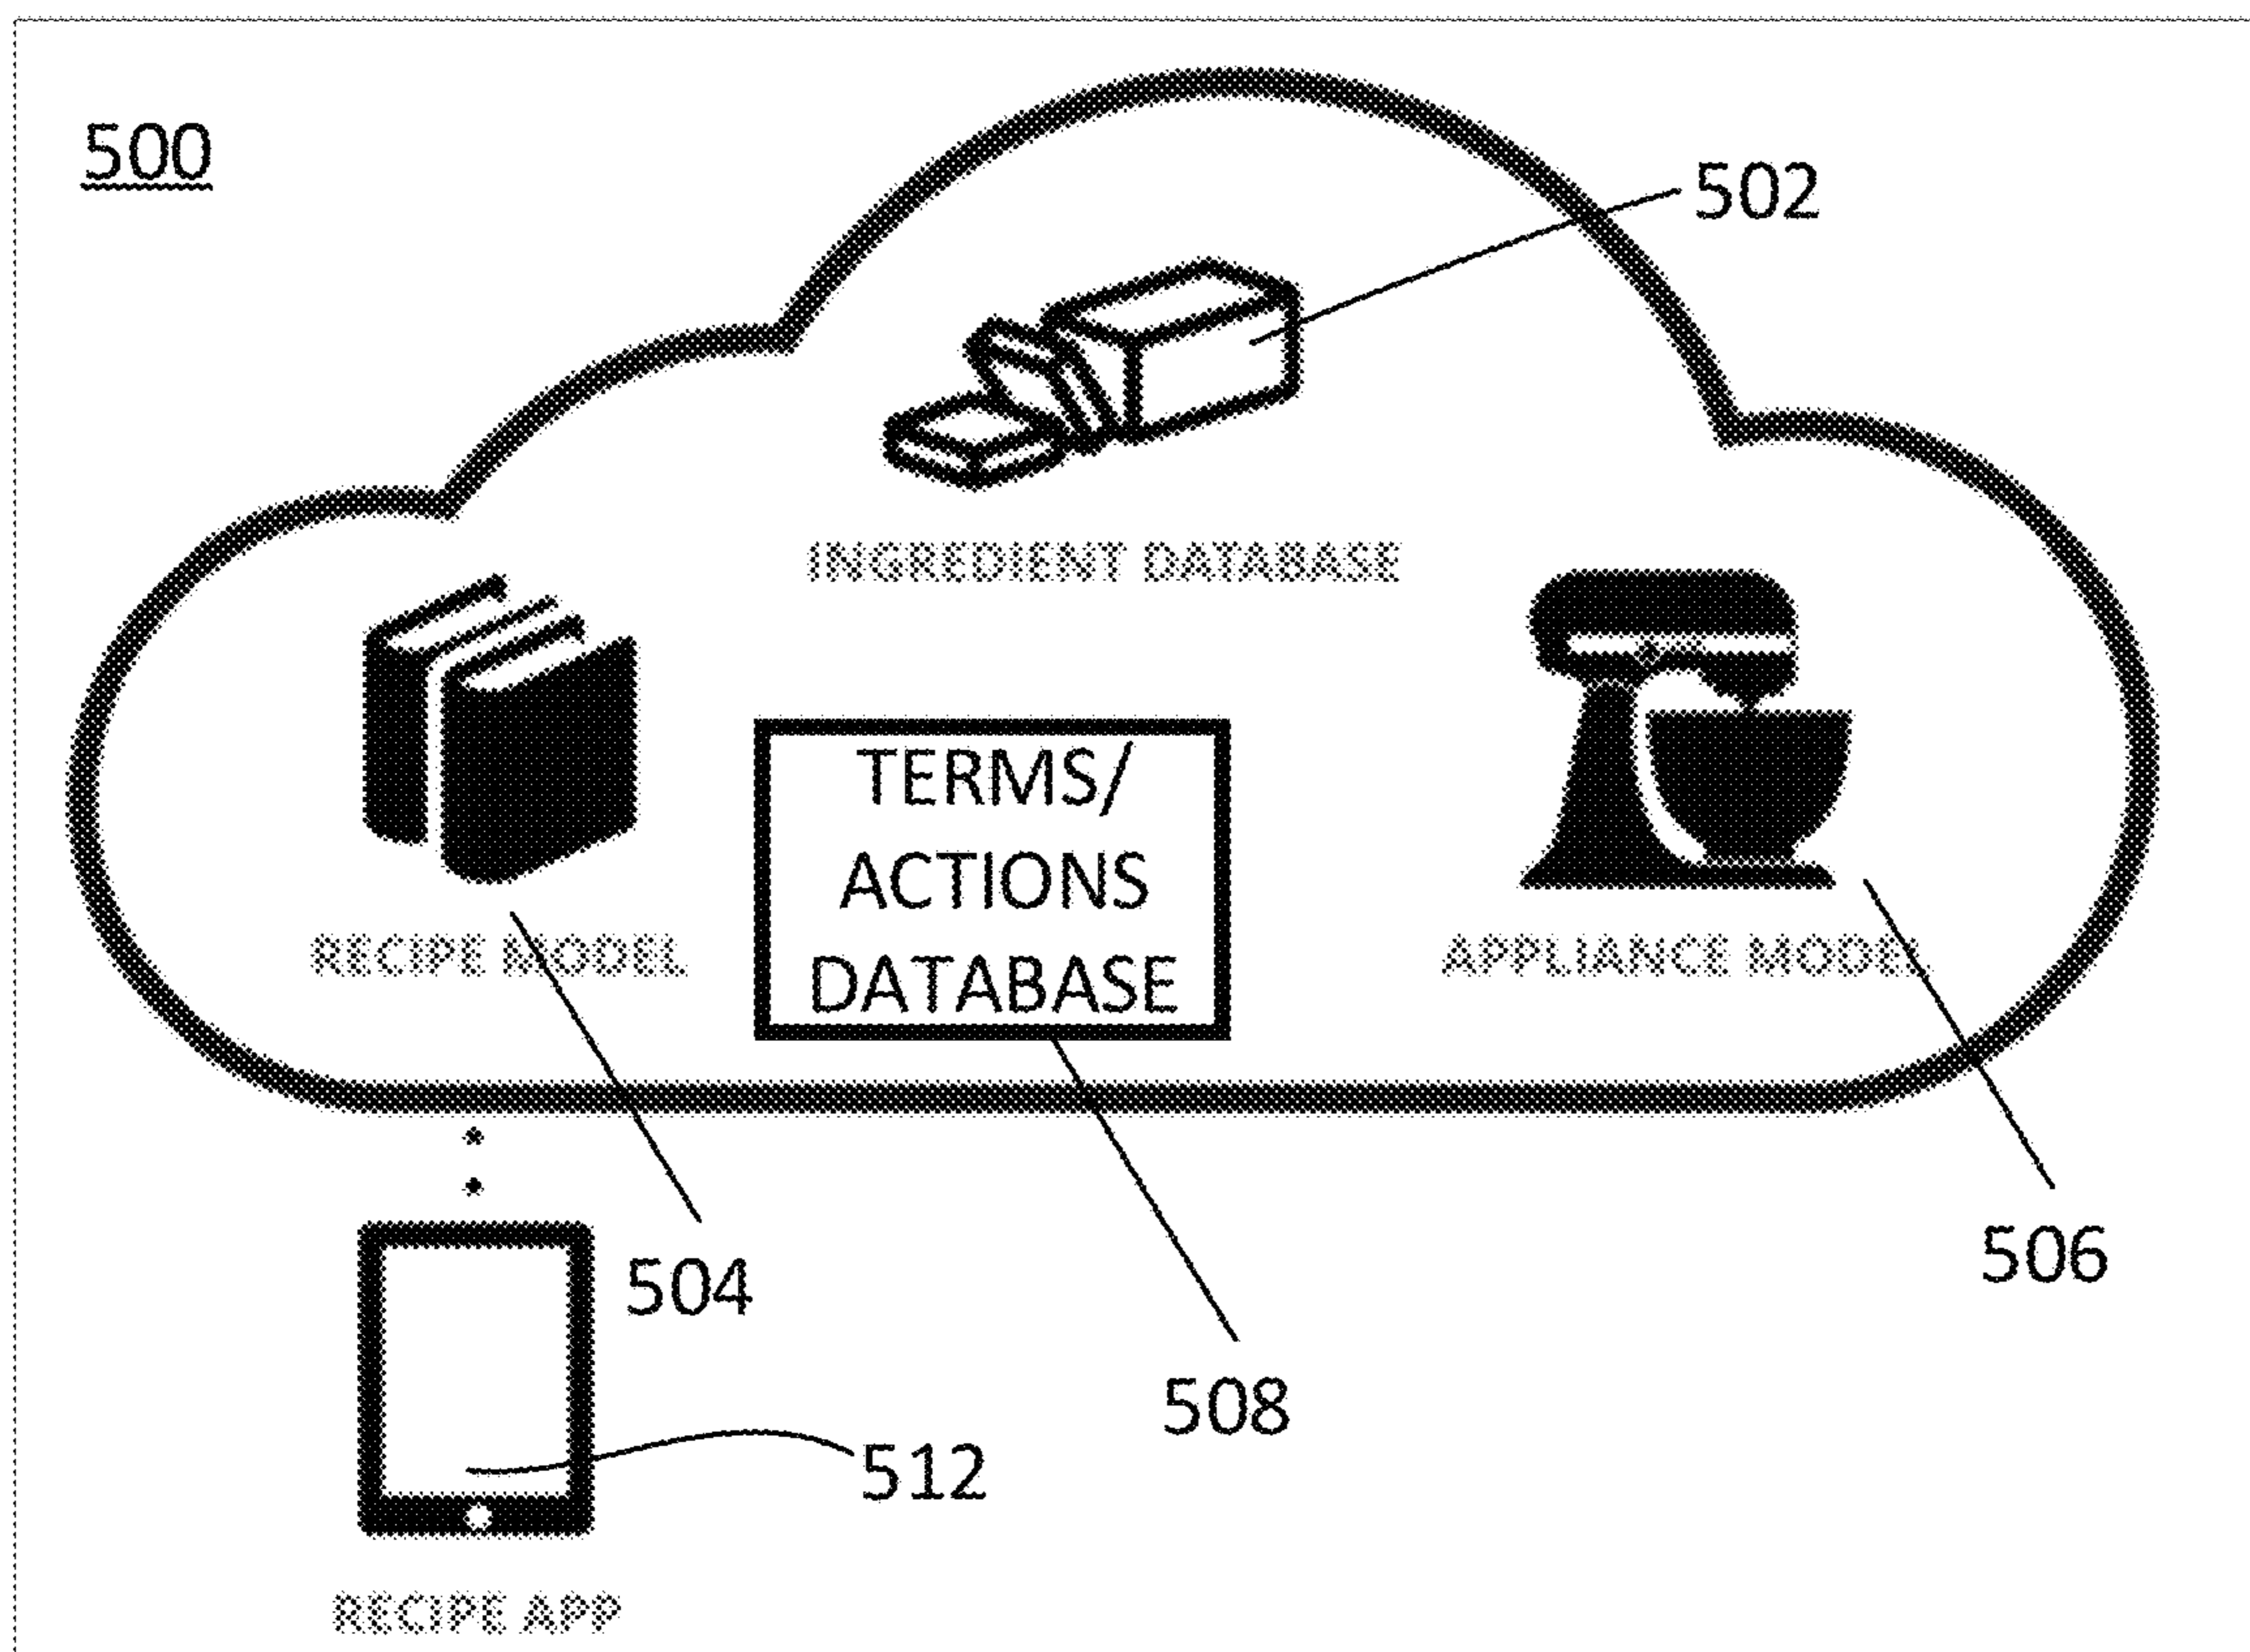 500
502
INGREDIENT DATABASE
TERMS/
ACTIONS
DATABASE
RECIPE MODEL
APPLIANCE MODEL
504
506
508
512
RECIPE APP